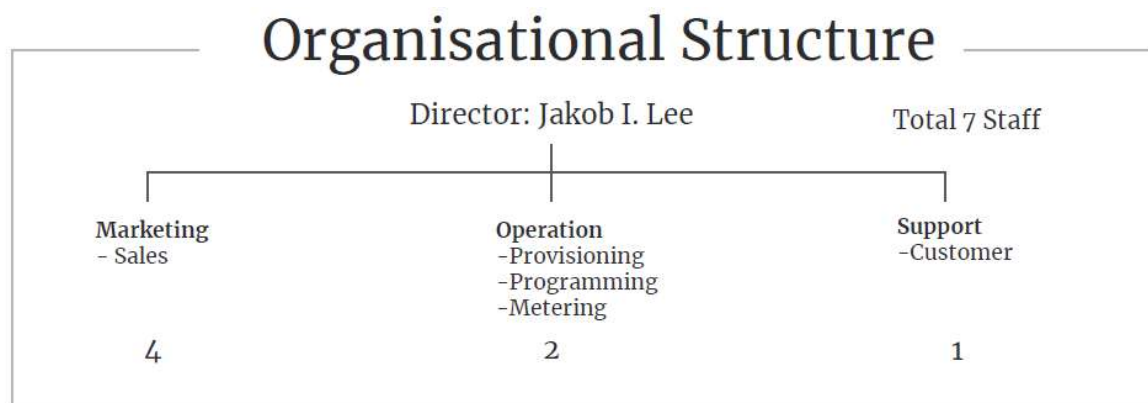 Organisational Structure
Director: Jakob I. Lee
Total 7 Staff
Marketing
- Sales
4
Operation
-Provisioning
-Programming
-Metering
2
Support
-Customer
1